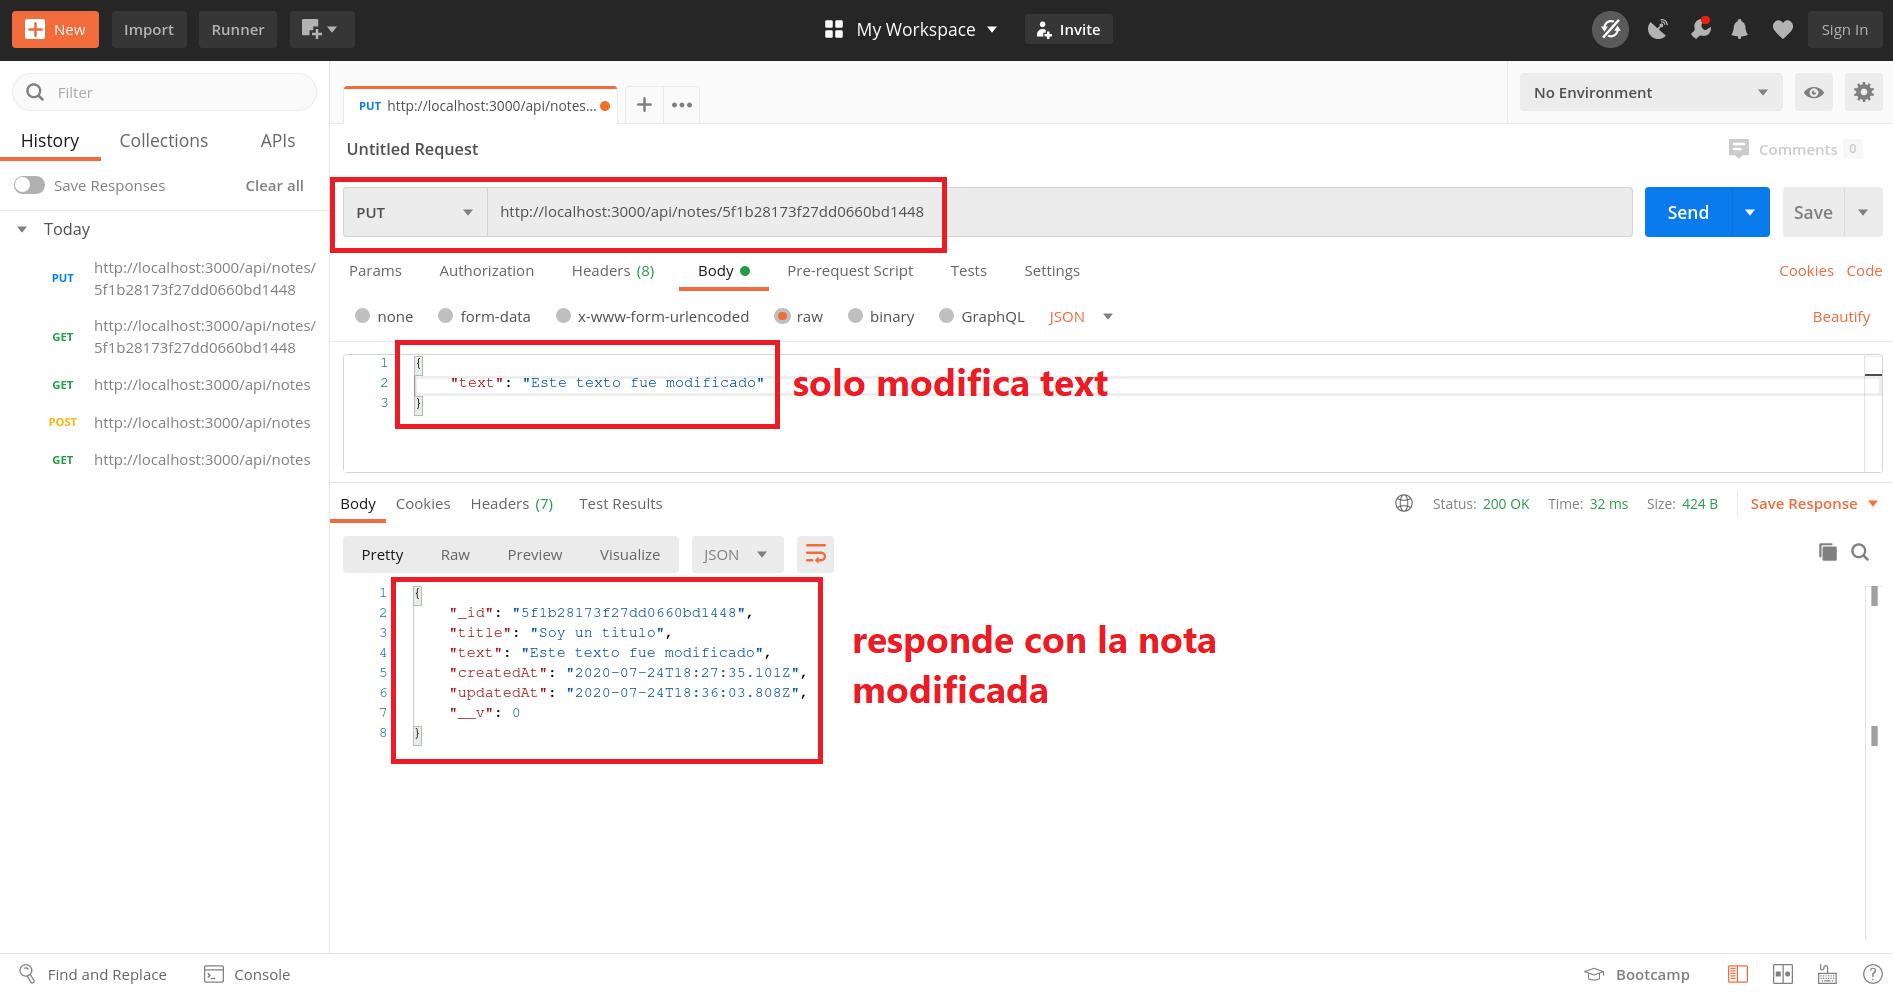 New
Import
Runner
My Workspace
Invite
Sign In
Filter
History
Collections
APIs
Save Responses
Clear all
Today
PUT http://localhost:3000/api/notes/
5f1b28173f27dd0660bd1448
GET http://localhost:3000/api/notes/
5f1b28173f27dd0660bd1448
GET http://localhost:3000/api/notes
POST http://localhost:3000/api/notes
GET http://localhost:3000/api/notes
PUT http://localhost:3000/api/notes...
No Environment
Untitled Request
Comments 0
PUT
http://localhost:3000/api/notes/5f1b28173f27dd0660bd1448
Send
Save
Params
Authorization
Headers (8)
Body
Pre-request Script
Tests
Settings
Cookies
Code
none
form-data
x-www-form-urlencoded
raw
binary
GraphQL
JSON
Beautify
1 {
2 "text": "Este texto fue modificado"
3 }
solo modifica text
Body
Cookies
Headers (7)
Test Results
Status: 200 OK
Time: 32 ms
Size: 424 B
Save Response
Pretty
Raw
Preview
Visualize
JSON
1 {
2 "_id": "5f1b28173f27dd0660bd1448",
3 "title": "Soy un titulo",
4 "text": "Este texto fue modificado",
5 "createdAt": "2020-07-24T18:27:35.101Z",
6 "updatedAt": "2020-07-24T18:36:03.808Z",
7 "__v": 0
8 }
responde con la nota
modificada
Find and Replace
Console
Bootcamp